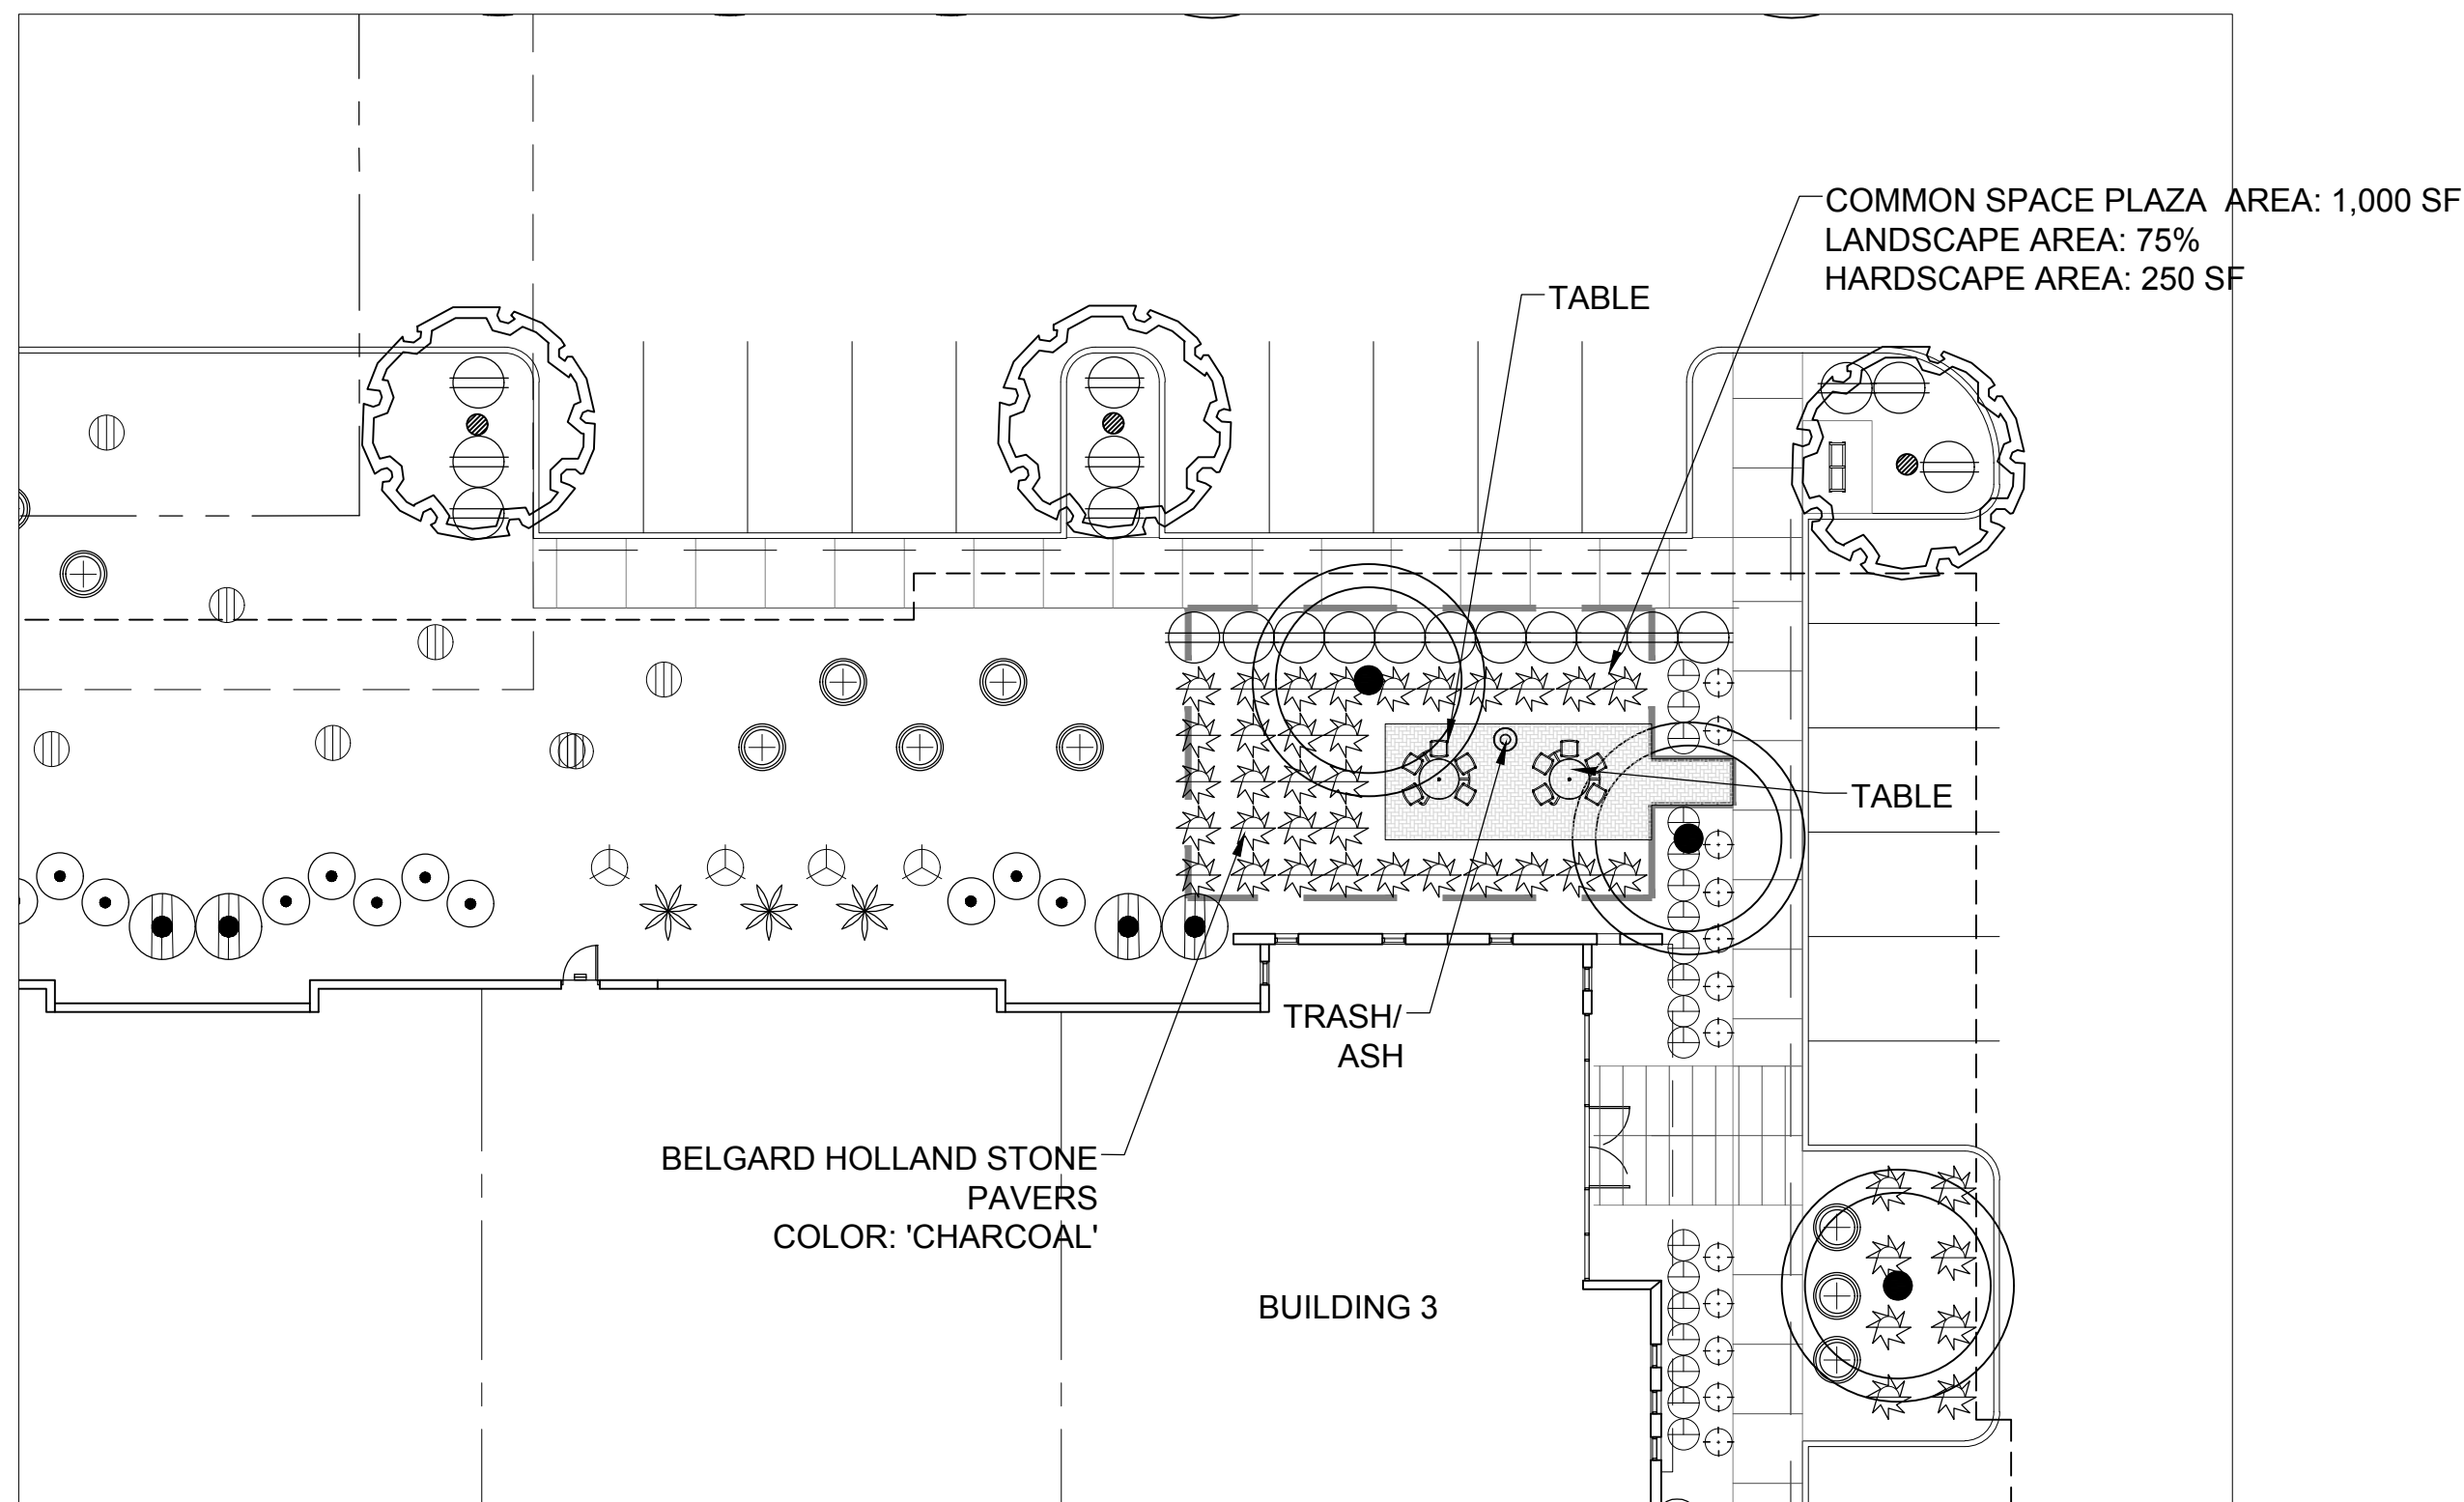 COMMON SPACE PLAZA  AREA: 1,000 SF
LANDSCAPE AREA: 75%
HARDSCAPE AREA: 250 SF
TABLE
TABLE
TRASH/
ASH
BELGARD HOLLAND STONE
PAVERS
COLOR: 'CHARCOAL'
BUILDING 3